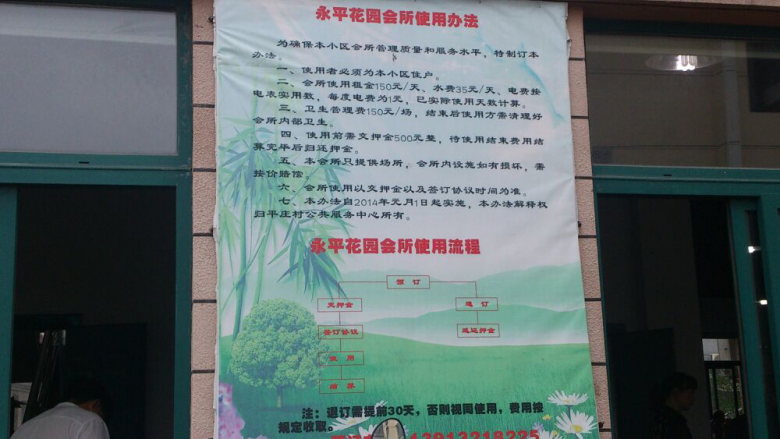 永平花园会所使用办法
为确保本小区会所管理质量和服务水平，特制订本
办法。
一、使用者必须为本小区住户。
二、会所使用租金150元/天、水费35元/天、电费按
电表实用数，每度电费为1元，已实际使用天数计算。
三、卫生管理费150元/场，结束后使用方需清理好
会所内部卫生。
四、使用前需交押金500元整，待使用结束费用结
算完毕后归还押金。
五、本会所只提供场所，会所内设施如有损坏，需
按价赔偿。
六、会所使用以交押金以及签订协议时间为准。
七、本办法自2014年元月1日起实施，本办法解释权
归平庄村公共服务中心所有。
永平花园会所使用流程
预 订
交押金
退 订
签订协议
退还押金
使 用
结 算
注：退订需提前30天，否则视同使用，费用按
规定收取。
13913218225